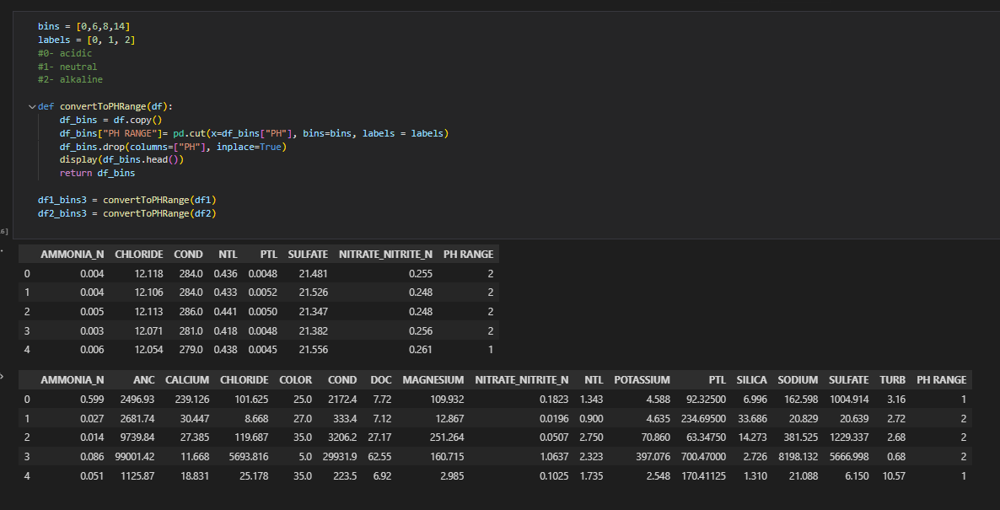 bins = [0,6,8,14]
labels = [0, 1, 2]
#0- acidic
#1- neutral
#2- alkaline
def convertToPHRange(df):
    df_bins = df.copy()
    df_bins["PH RANGE"]= pd.cut(x=df_bins["PH"], bins=bins, labels = labels)
    df_bins.drop(columns=["PH"], inplace=True)
    display(df_bins.head())
    return df_bins
df1_bins3 = convertToPHRange(df1)
df2_bins3 = convertToPHRange(df2)
6]
AMMONIA_N CHLORIDE COND NTL PTL SULFATE NITRATE_NITRITE_N PH RANGE
0 0.004 12.118 284.0 0.436 0.0048 21.481 0.255 2
1 0.004 12.106 284.0 0.433 0.0052 21.526 0.248 2
2 0.005 12.113 286.0 0.441 0.0050 21.347 0.248 2
3 0.003 12.071 281.0 0.418 0.0048 21.382 0.256 2
4 0.006 12.054 279.0 0.438 0.0045 21.556 0.261 1
AMMONIA_N ANC CALCIUM CHLORIDE COLOR COND DOC MAGNESIUM NITRATE_NITRITE_N NTL POTASSIUM PTL SILICA SODIUM SULFATE TURB PH RANGE
0 0.599 2496.93 239.126 101.625 25.0 2172.4 7.72 109.932 0.1823 1.343 4.588 92.32500 6.996 162.598 1004.914 3.16 1
1 0.027 2681.74 30.447 8.668 27.0 333.4 7.12 12.867 0.0196 0.900 4.635 234.69500 33.686 20.829 20.639 2.72 2
2 0.014 9739.84 27.385 119.687 35.0 3206.2 27.17 251.264 0.0507 2.750 70.860 63.34750 14.273 381.525 1229.337 2.68 2
3 0.086 99001.42 11.668 5693.816 5.0 29931.9 62.55 160.715 1.0637 2.323 397.076 700.47000 2.726 8198.132 5666.998 0.68 2
4 0.051 1125.87 18.831 25.178 35.0 223.5 6.92 2.985 0.1025 1.735 2.548 170.41125 1.310 21.088 6.150 10.57 1